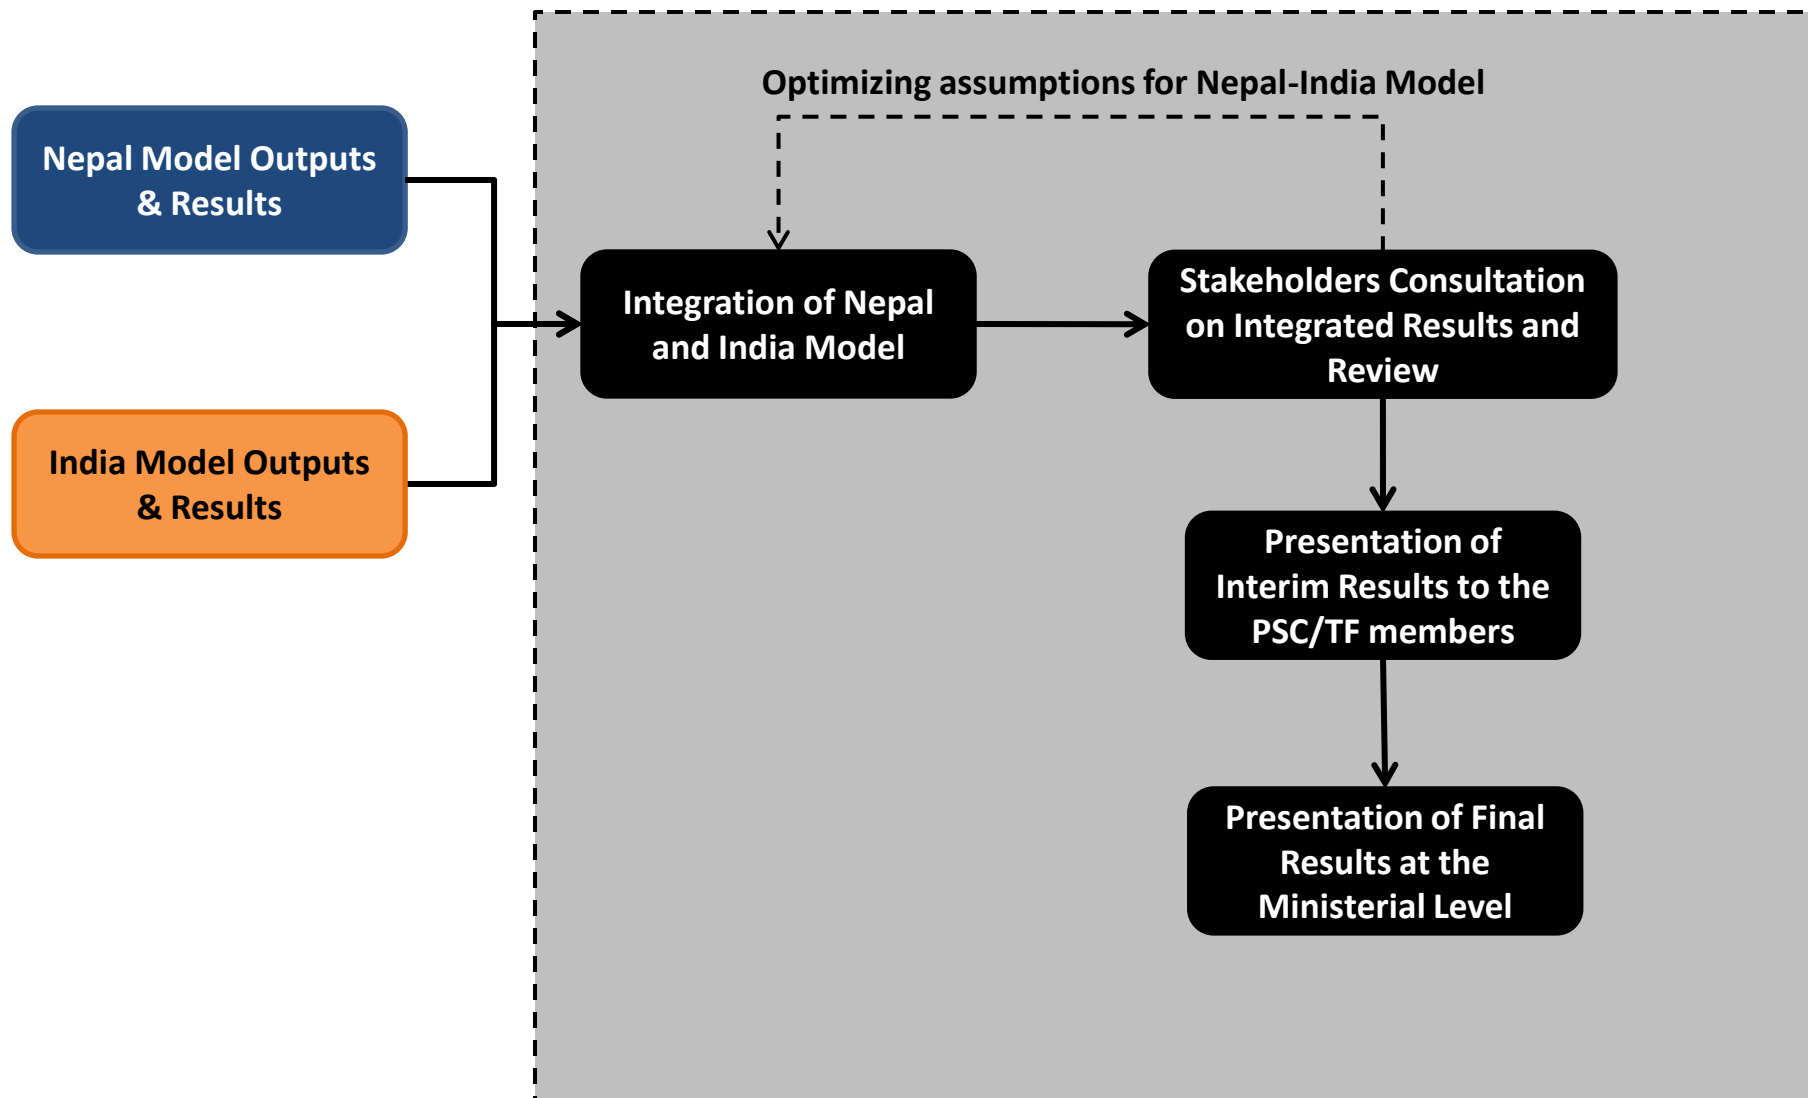 Optimizing assumptions for Nepal-India Model
Nepal Model Outputs
& Results
India Model Outputs
& Results
Integration of Nepal
and India Model
Stakeholders Consultation
on Integrated Results and
Review
Presentation of
Interim Results to the
PSC/TF members
Presentation of Final
Results at the
Ministerial Level